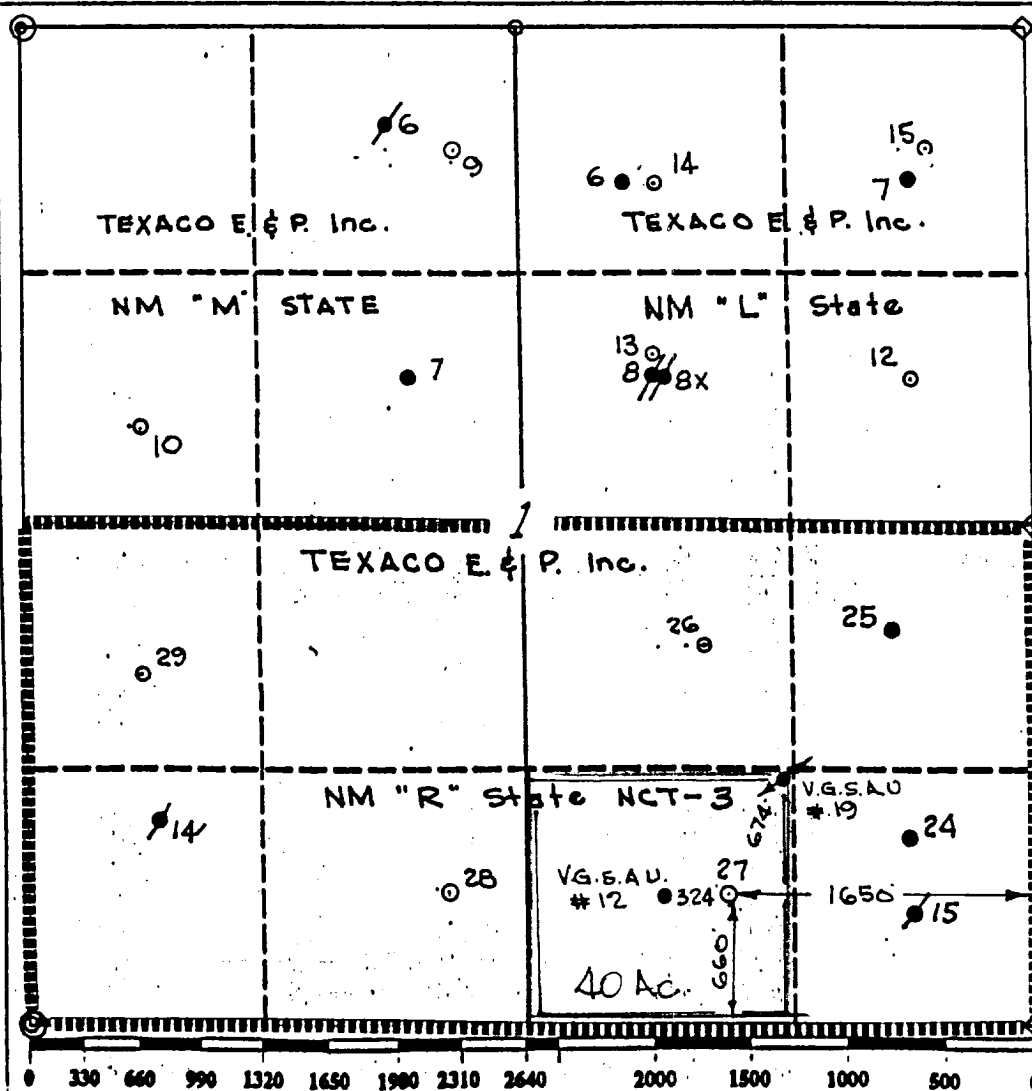 6
9
6
14
15
7
TEXACO E. & P. Inc.
TEXACO E. & P. Inc.
NM "M" STATE
NM "L" State
7
13
8
8X
12
10
1
TEXACO E. & P. Inc.
25
26
29
NM "R" State NCT-3
V.G.S.A.U
#19
674'
14
24
28
V.G.S.A.U.
#12
324'
27
1650'
15
660'
40 Ac.
0 330 660 990 1320 1650 1980 2310 2640 2000 1500 1000 500